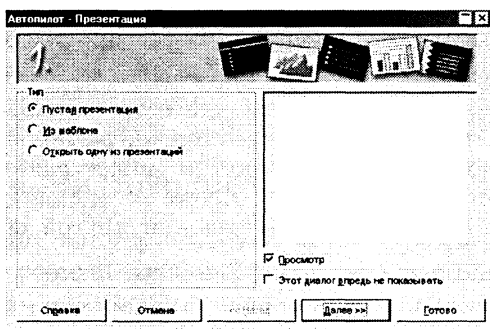 Автопилот - Презентация
1.
Тип
Пустая презентация
Из шаблона
Открыть одну из презентаций
Просмотр
Этот диалог впредь не показывать
Справка Отмена << Назад Далее >> Готово